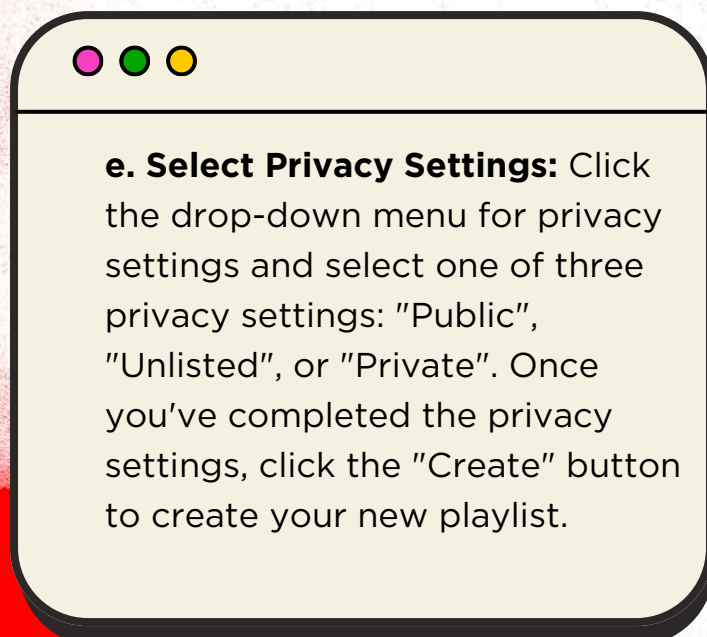 e. Select Privacy Settings: Click
the drop-down menu for privacy
settings and select one of three
privacy settings: "Public",
"Unlisted", or "Private". Once
you've completed the privacy
settings, click the "Create" button
to create your new playlist.